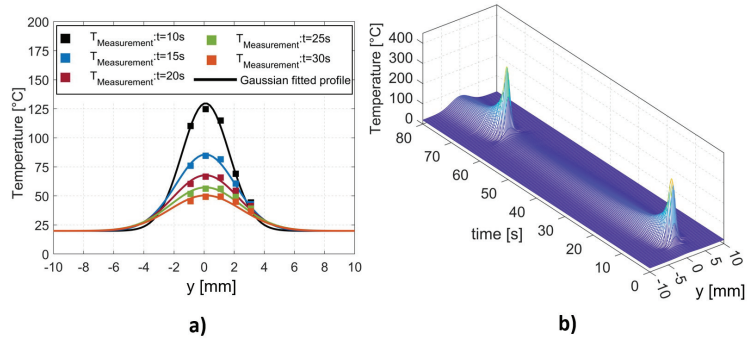 200
175
150
125
100
75
50
25
0
Temperature [°C]
T_Measurement:t=10s
T_Measurement:t=15s
T_Measurement:t=20s
T_Measurement:t=25s
T_Measurement:t=30s
Gaussian fitted profile
-10 -8 -6 -4 -2 0 2 4 6 8 10
y [mm]
a)
400
300
200
100
0
Temperature [°C]
80
70
60
50
40
30
20
10
0
time [s]
-10
-5
0
5
10
y [mm]
b)